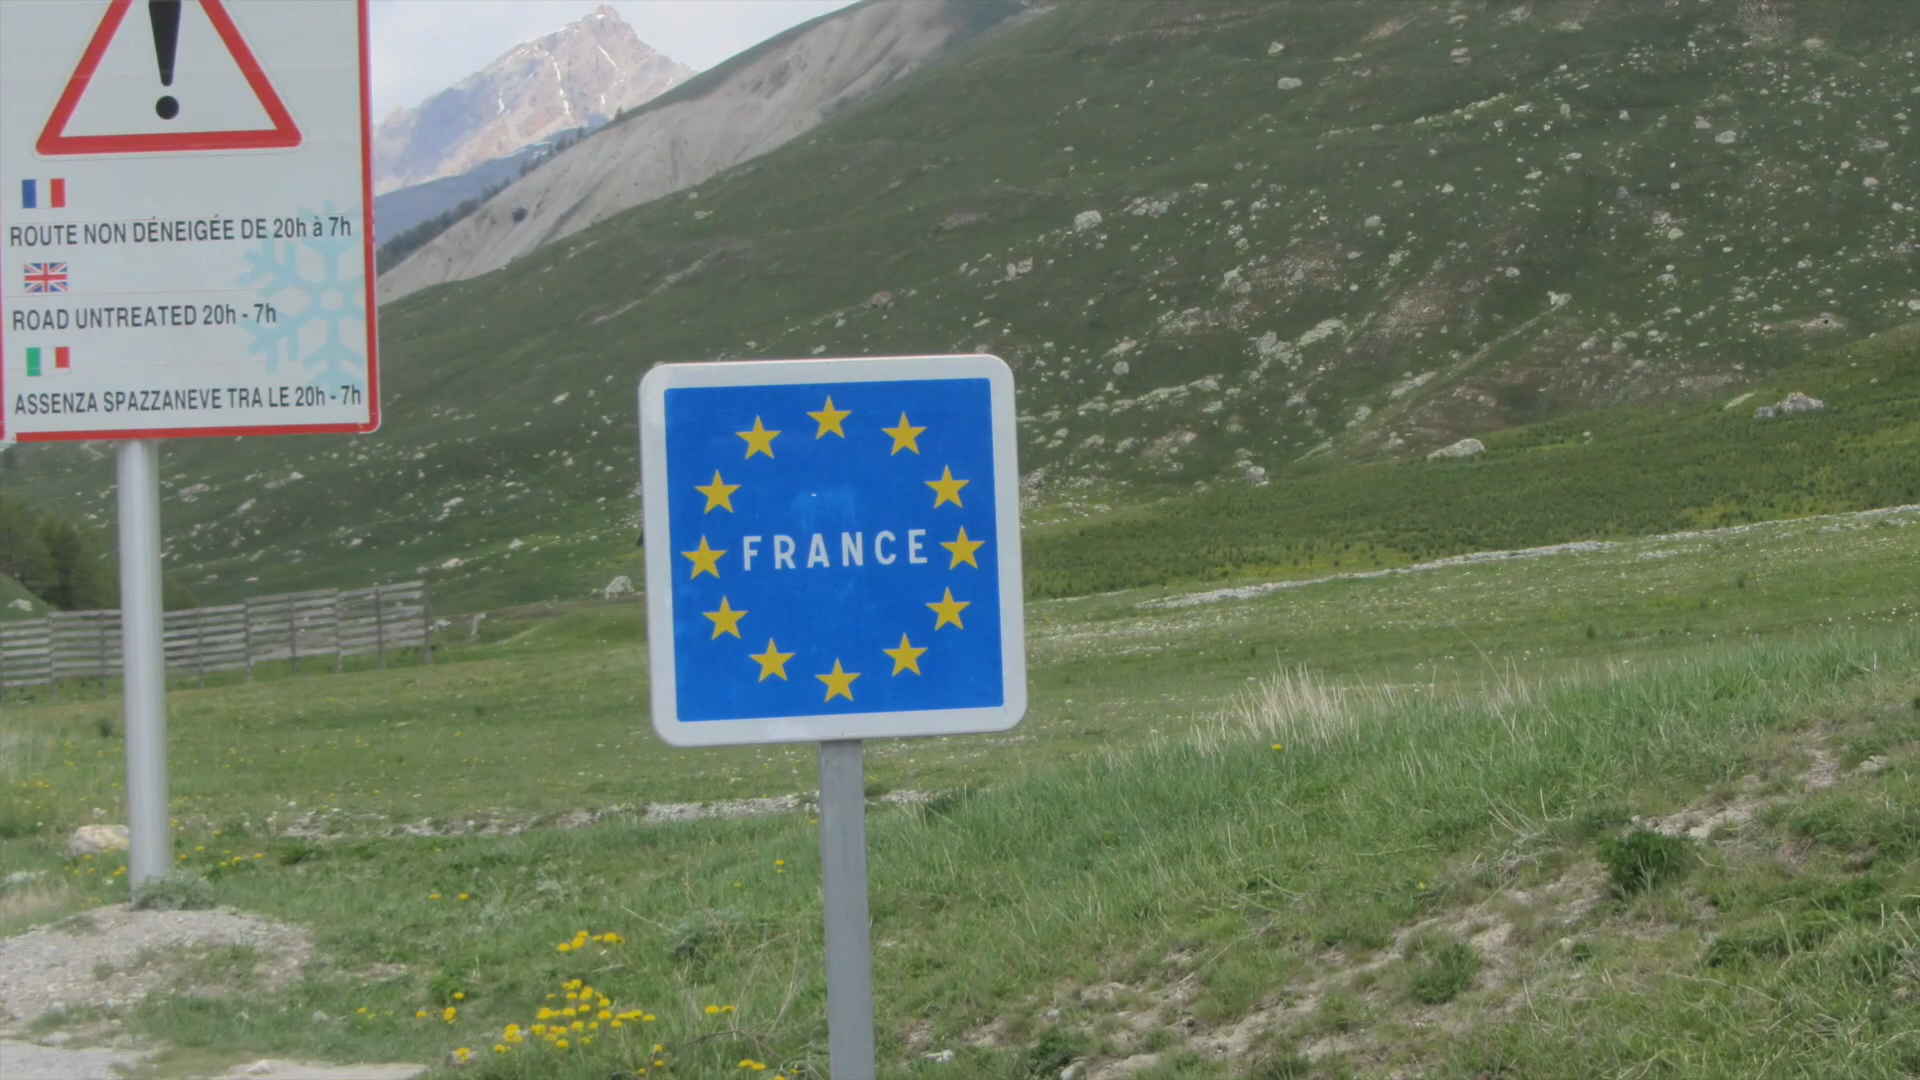 ROUTE NON DÉNEIGÉE DE 20h à 7h
ROAD UNTREATED 20h - 7h
ASSENZA SPAZZANEVE TRA LE 20h - 7h
FRANCE